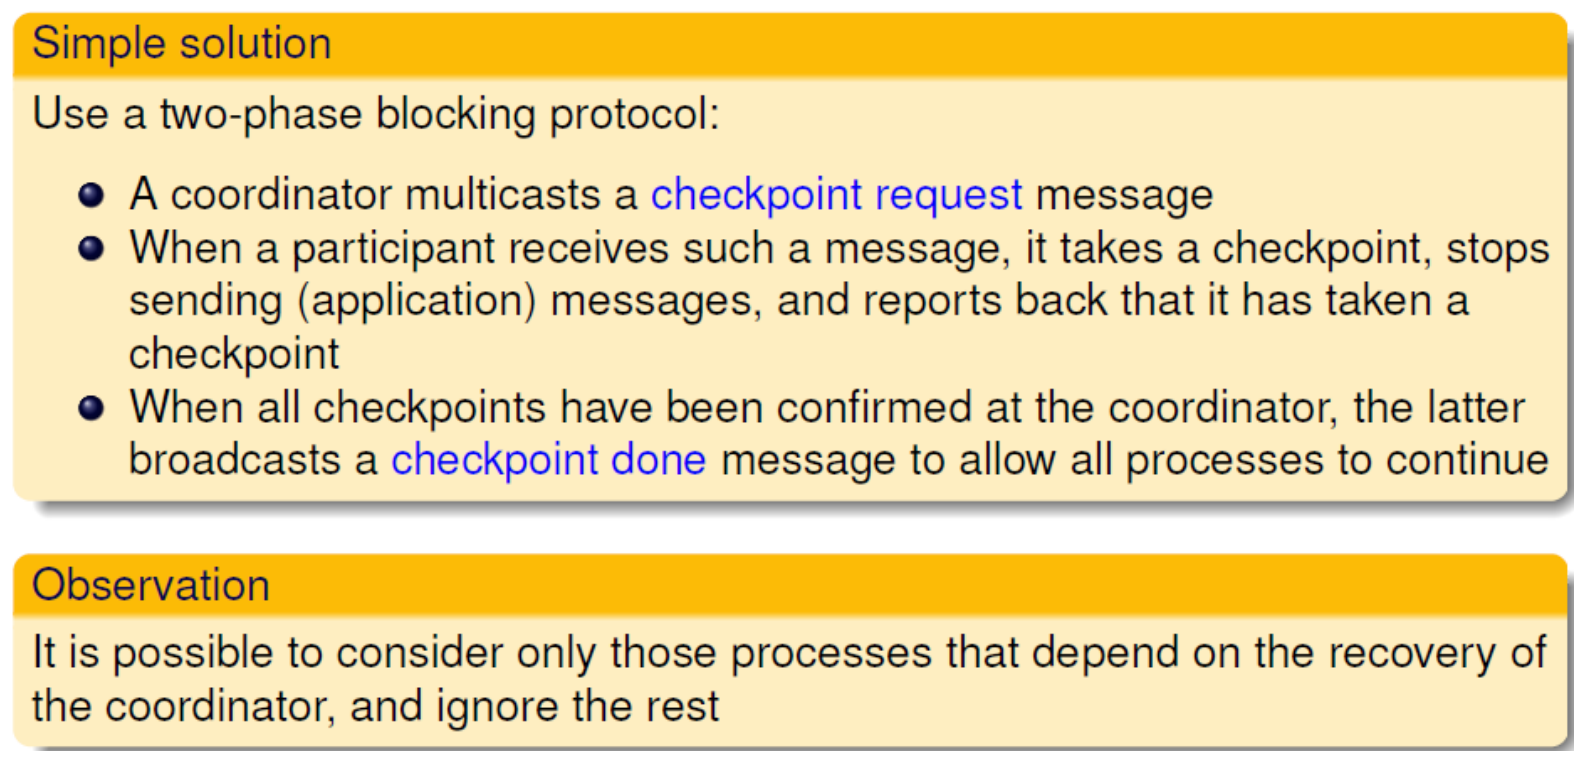 Simple solution
Use a two-phase blocking protocol:
A coordinator multicasts a checkpoint request message
When a participant receives such a message, it takes a checkpoint, stops
sending (application) messages, and reports back that it has taken a
checkpoint
When all checkpoints have been confirmed at the coordinator, the latter
broadcasts a checkpoint done message to allow all processes to continue
Observation
It is possible to consider only those processes that depend on the recovery of
the coordinator, and ignore the rest